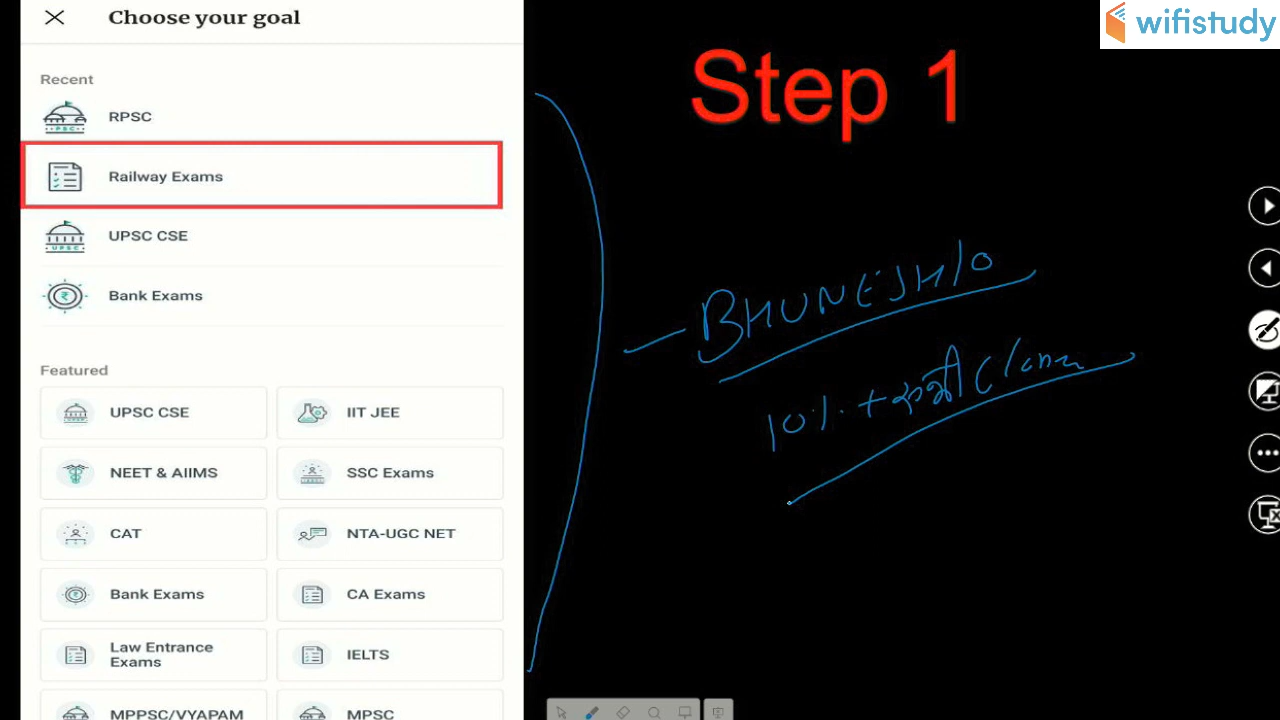 Choose your goal
wifistudy
Step 1
Recent
RPSC
Railway Exams
UPSC CSE
Bank Exams
BHUNESH10
10% + सभी Class
Featured
UPSC CSE
IIT JEE
NEET & AIIMS
SSC Exams
CAT
NTA-UGC NET
Bank Exams
CA Exams
Law Entrance
Exams
IELTS
MPPSC/VYAPAM
MPSC